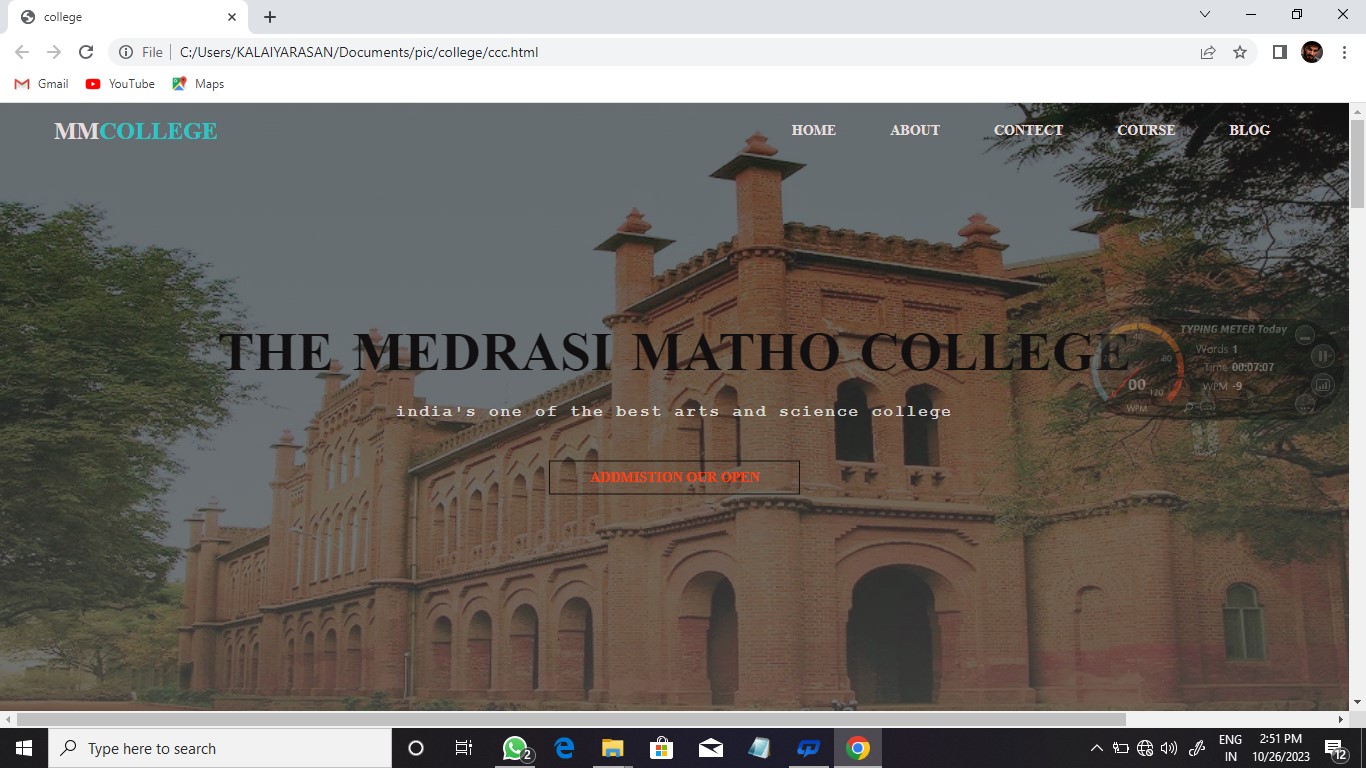 college
File
C:/Users/KALAIYARASAN/Documents/pic/college/ccc.html
Gmail YouTube Maps
MMCOLLEGE HOME ABOUT CONTECT COURSE BLOG
THE MEDRASI MATHO COLLEGE
india's one of the best arts and science college
ADDMISTION OUR OPEN
TYPING METER Today
Words 1
Time 00:07:07
WPM -9
40
80
120
00
WPM
Type here to search
2
ENG
IN
2:51 PM
10/26/2023
12